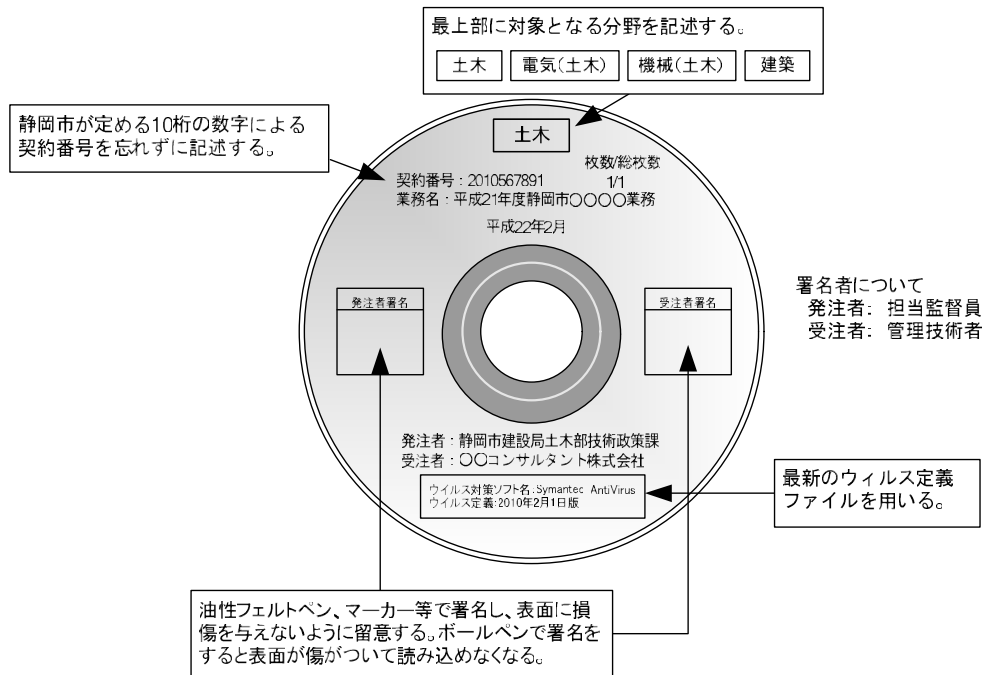 最上部に対象となる分野を記述する。
土木 電気(土木) 機械(土木) 建築
静岡市が定める10桁の数字による
契約番号を忘れずに記述する。
土木
枚数/総枚数
契約番号：2010567891 1/1
業務名：平成21年度静岡市〇〇〇〇業務
平成22年2月
発注者署名
受注者署名
署名者について
発注者： 担当監督員
受注者： 管理技術者
発注者：静岡市建設局土木部技術政策課
受注者：〇〇コンサルタント株式会社
ウイルス対策ソフト名:Symantec AntiVirus
ウイルス定義:2010年2月1日版
最新のウィルス定義
ファイルを用いる。
油性フェルトペン、マーカー等で署名し、表面に損
傷を与えないように留意する。ボールペンで署名を
すると表面が傷がついて読み込めなくなる。